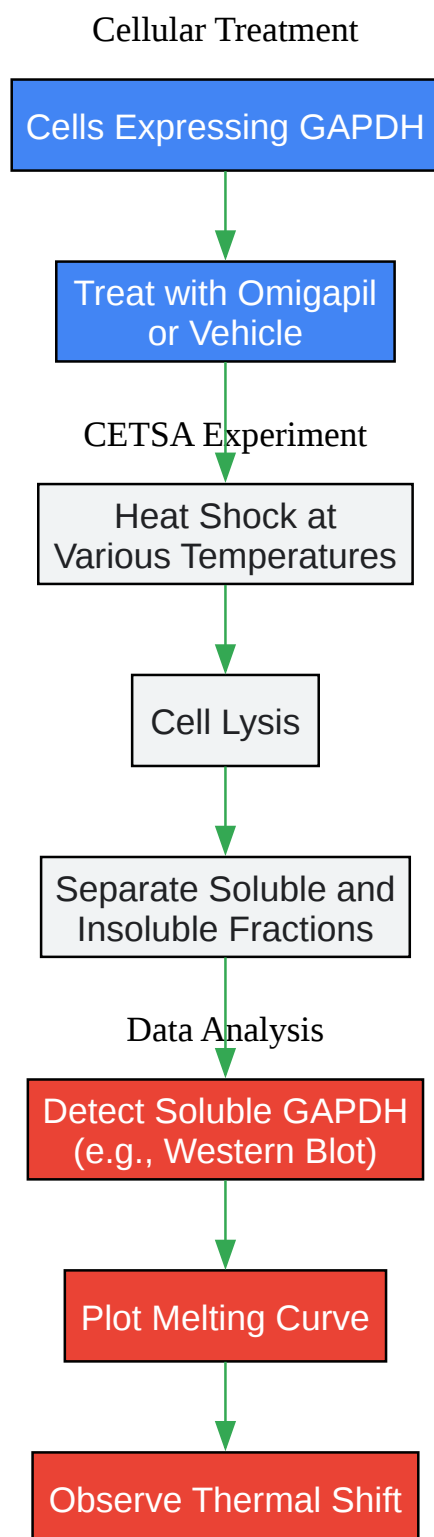 Cellular Treatment
Cells Expressing GAPDH
Treat with Omigapil
or Vehicle
CETSA Experiment
Heat Shock at
Various Temperatures
Cell Lysis
Separate Soluble and
Insoluble Fractions
Data Analysis
Detect Soluble GAPDH
(e.g., Western Blot)
Plot Melting Curve
Observe Thermal Shift